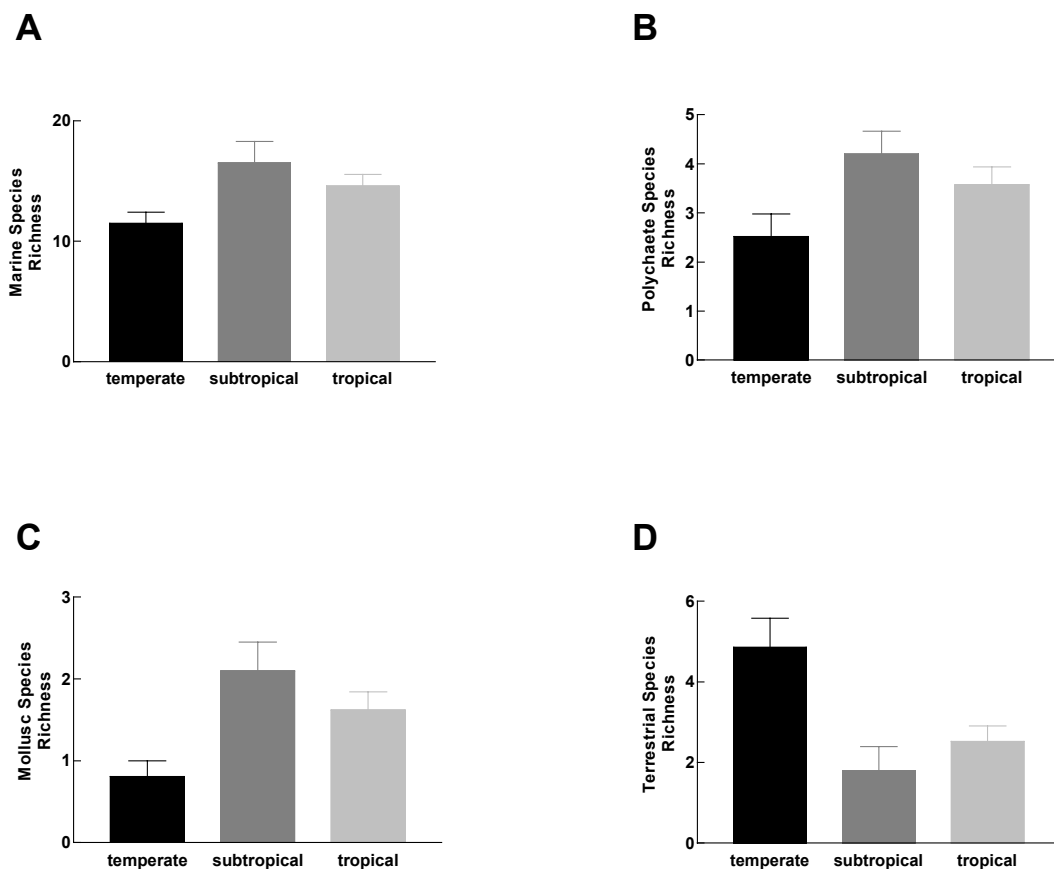 A
Marine Species
Richness
20
10
0
temperate subtropical tropical
B
Polychaete Species
Richness
5
4
3
2
1
0
temperate subtropical tropical
C
Mollusc Species
Richness
3
2
1
0
temperate subtropical tropical
D
Terrestrial Species
Richness
6
4
2
0
temperate subtropical tropical